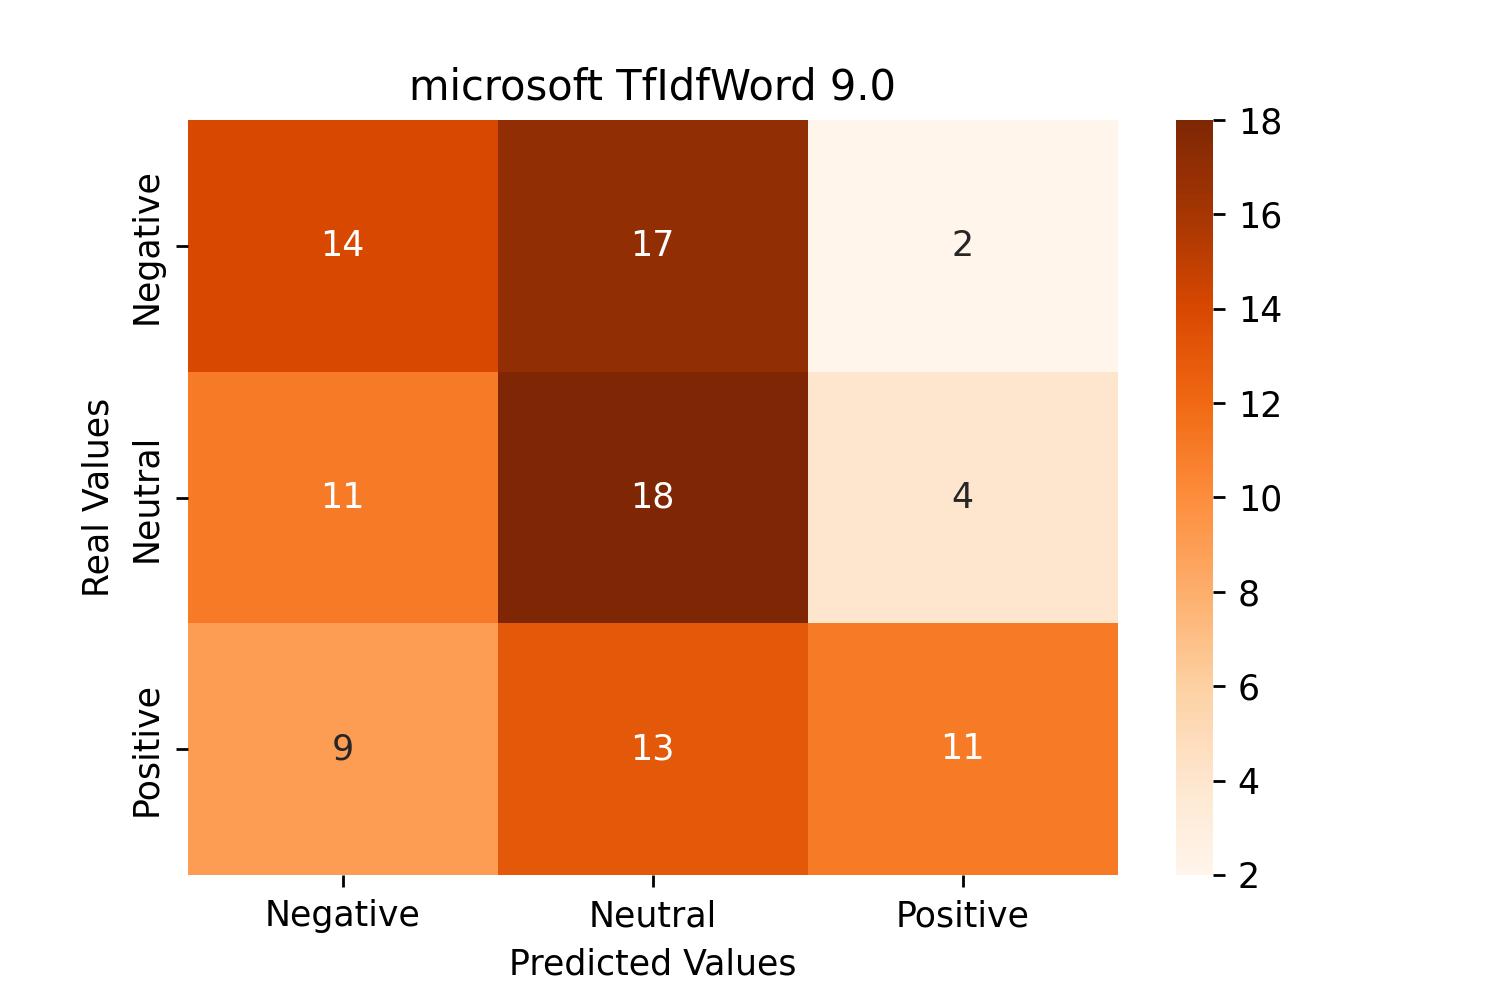 microsoft TfIdfWord 9.0
Real Values
Negative
14
17
2
Neutral
11
18
4
Positive
9
13
11
Negative
Neutral
Positive
Predicted Values
18
16
14
12
10
8
6
4
2